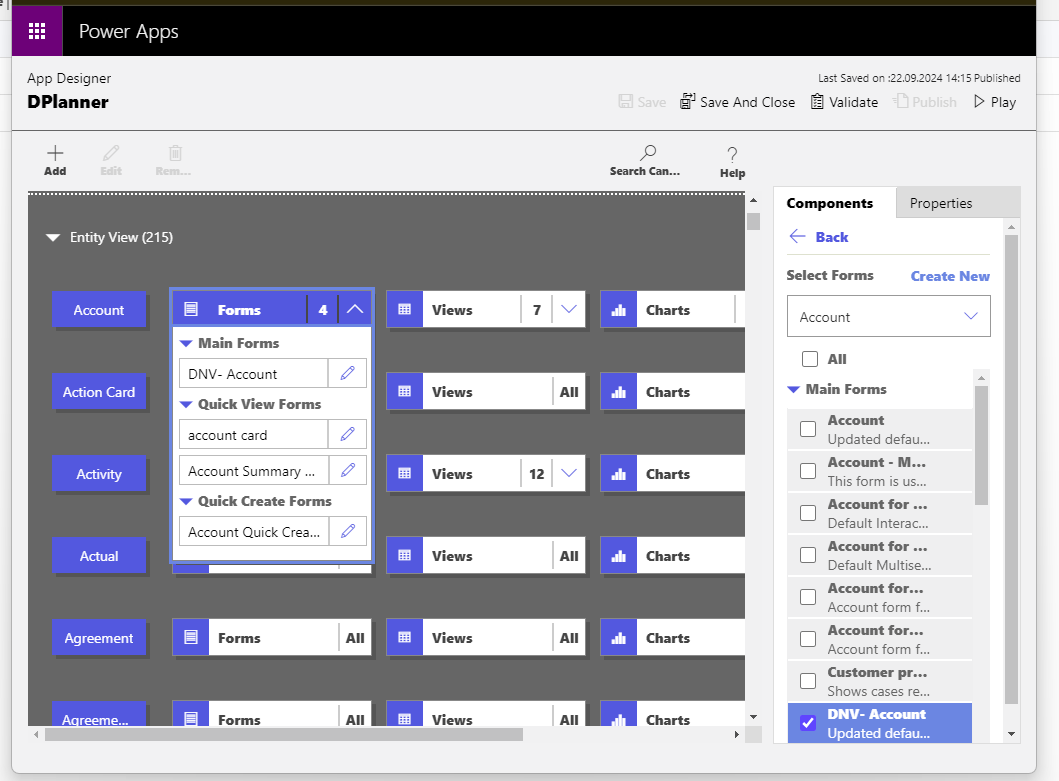 Power Apps
App Designer
DPlanner
Last Saved on :22.09.2024 14:15 Published
Save
Save And Close
Validate
Publish
Play
Add
Edit
Rem...
Search Can...
Help
Entity View (215)
Account
Forms 4
Views 7
Charts
Main Forms
DNV- Account
Quick View Forms
account card
Account Summary ...
Quick Create Forms
Account Quick Crea...
Action Card
Views All
Charts
Activity
Views 12
Charts
Actual
Views All
Charts
Agreement
Forms All
Views All
Charts
Agreeme...
Forms All
Views All
Charts
Components
Properties
Back
Select Forms
Create New
Account
All
Main Forms
Account
Updated defau...
Account - M...
This form is us...
Account for ...
Default Interac...
Account for ...
Default Multise...
Account for...
Account form f...
Account for...
Account form f...
Customer pr...
Shows cases re...
DNV- Account
Updated defau...